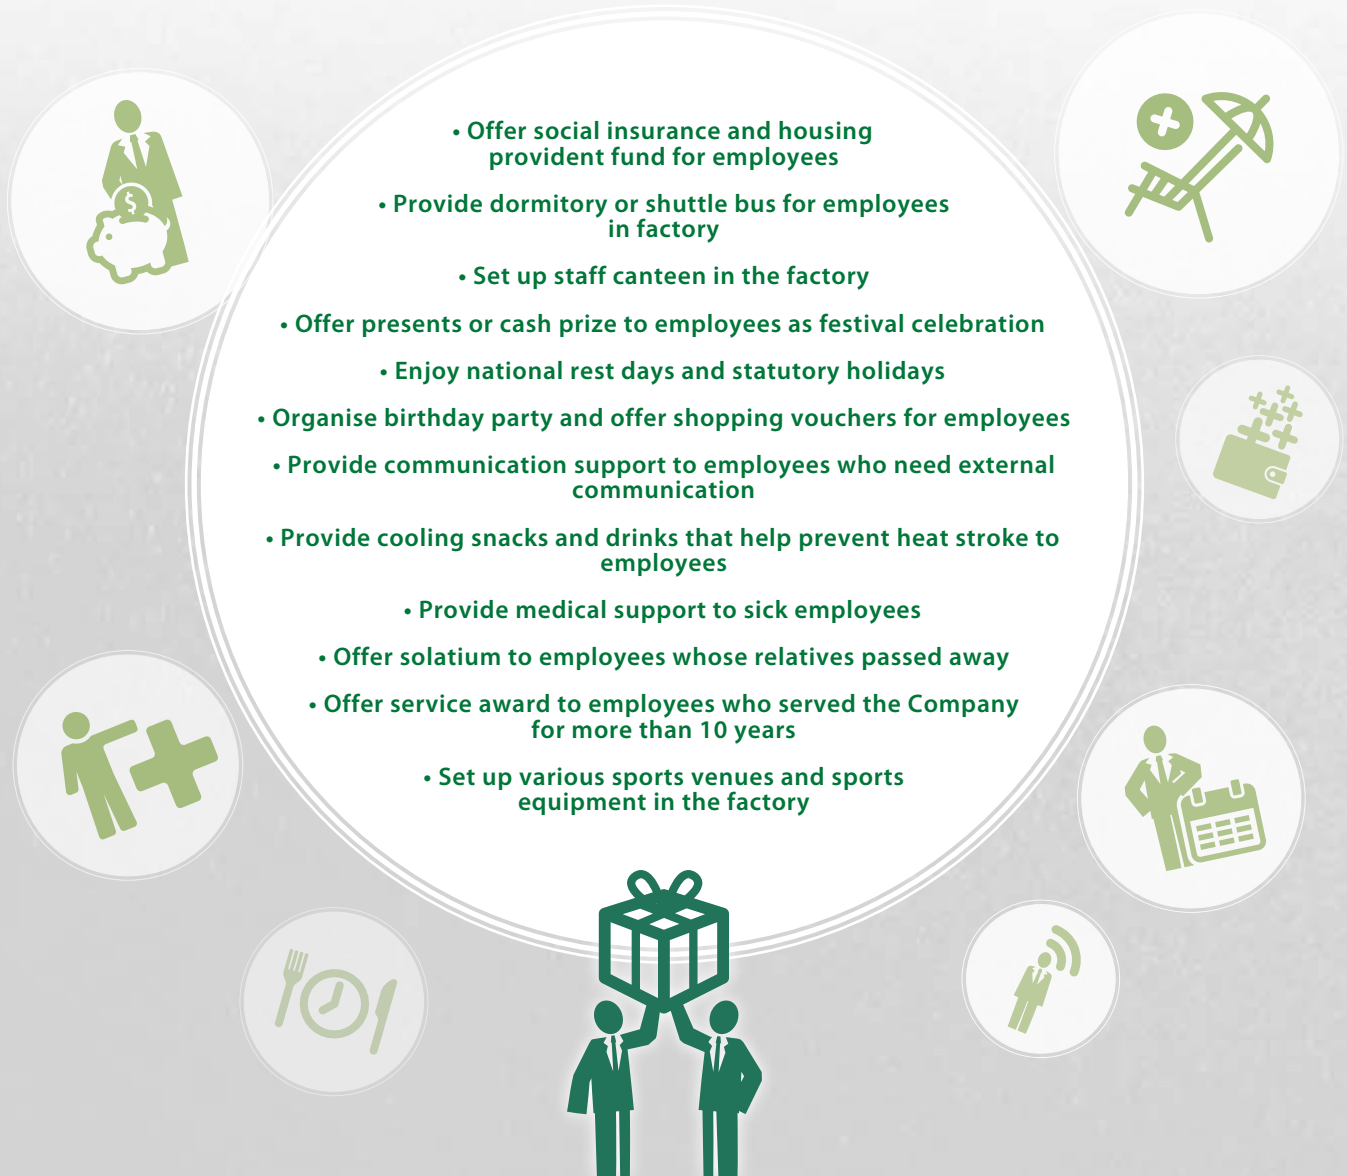 • Offer social insurance and housing
provident fund for employees
• Provide dormitory or shuttle bus for employees
in factory
• Set up staff canteen in the factory
• Offer presents or cash prize to employees as festival celebration
• Enjoy national rest days and statutory holidays
• Organise birthday party and offer shopping vouchers for employees
• Provide communication support to employees who need external
communication
• Provide cooling snacks and drinks that help prevent heat stroke to
employees
• Provide medical support to sick employees
• Offer solatium to employees whose relatives passed away
• Offer service award to employees who served the Company
for more than 10 years
• Set up various sports venues and sports
equipment in the factory